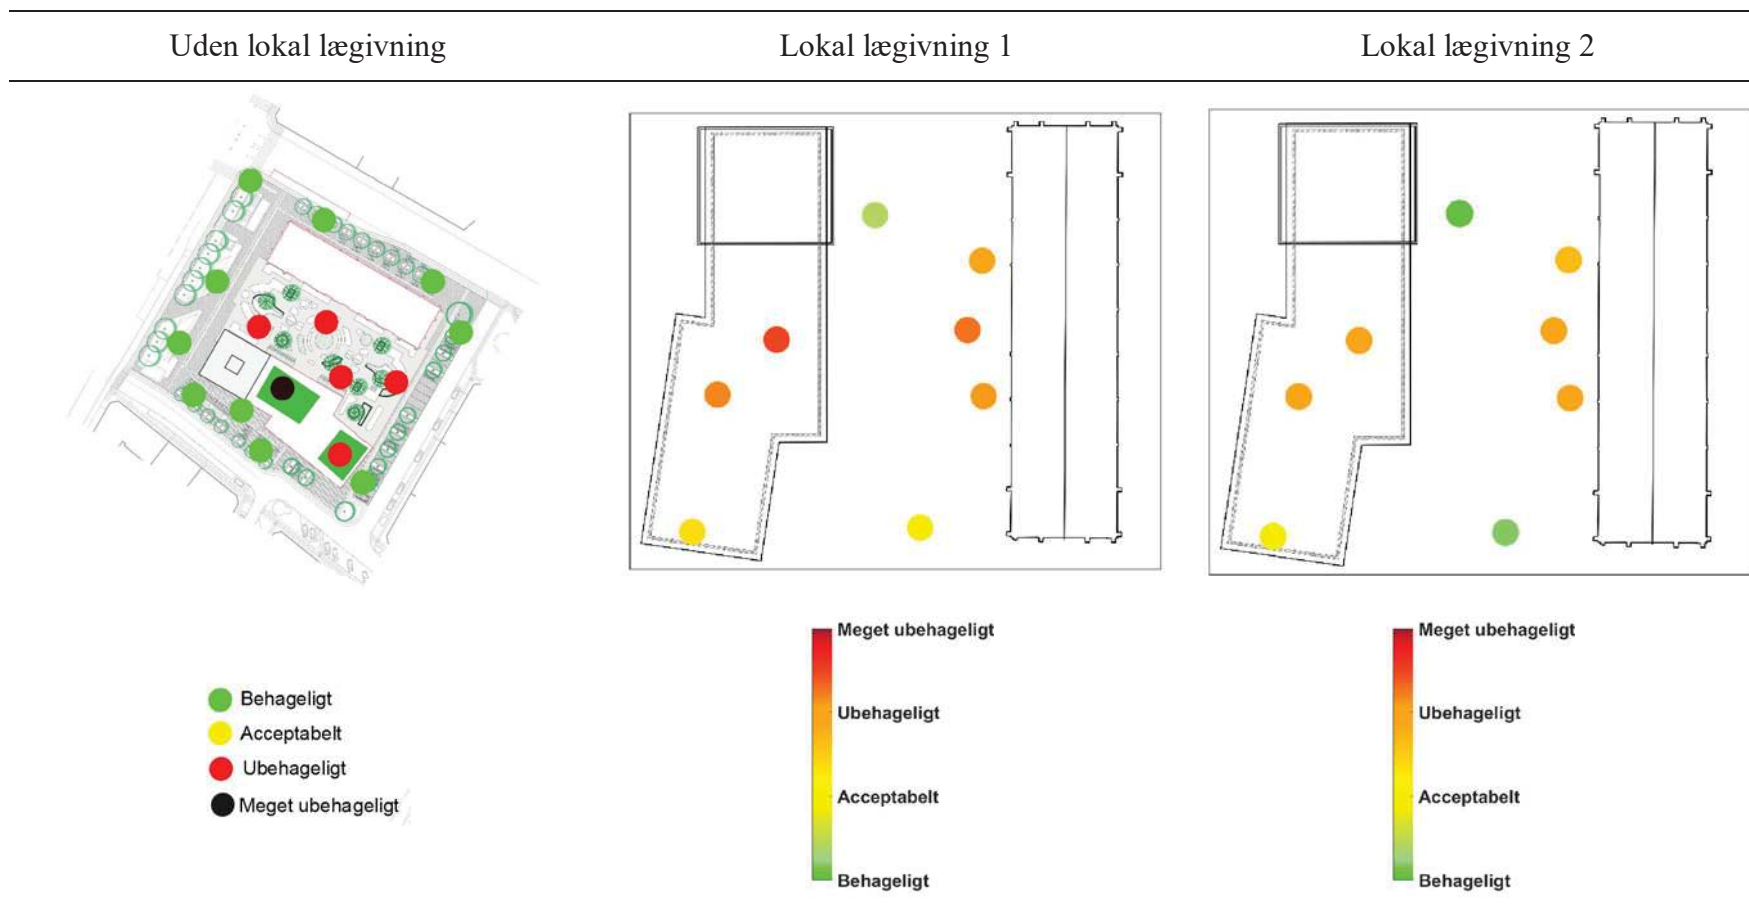 Uden lokal lægivning
Lokal lægivning 1
Lokal lægivning 2
Behageligt
Acceptabelt
Ubehageligt
Meget ubehageligt
Meget ubehageligt
Ubehageligt
Acceptabelt
Behageligt
Meget ubehageligt
Ubehageligt
Acceptabelt
Behageligt